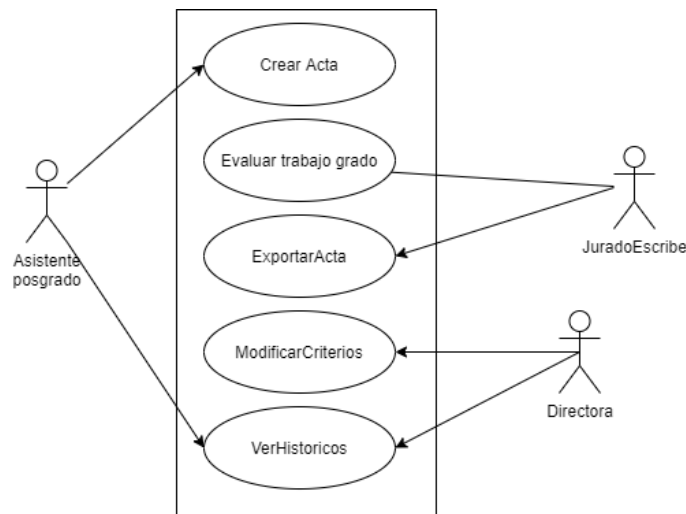 Crear Acta
Evaluar trabajo grado
Asistente
posgrado
JuradoEscribe
ExportarActa
ModificarCriterios
Directora
VerHistoricos